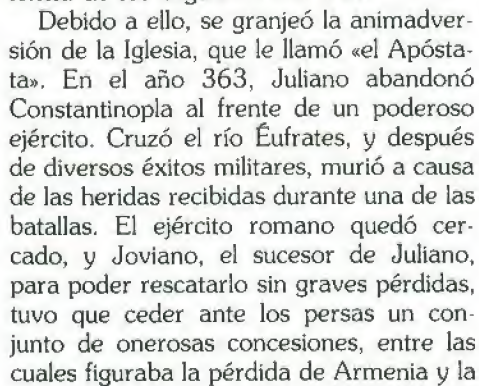 Debido a ello, se granjeó la animadver-
sión de la Iglesia, que le llamó «el Apósta-
ta». En el año 363, Juliano abandonó
Constantinopla al frente de un poderoso
ejército. Cruzó el río Éufrates, y después
de diversos éxitos militares, murió a causa
de las heridas recibidas durante una de las
batallas. El ejército romano quedó cer-
cado, y Joviano, el sucesor de Juliano,
para poder rescatarlo sin graves pérdidas,
tuvo que ceder ante los persas un con-
junto de onerosas concesiones, entre las
cuales figuraba la pérdida de Armenia y la